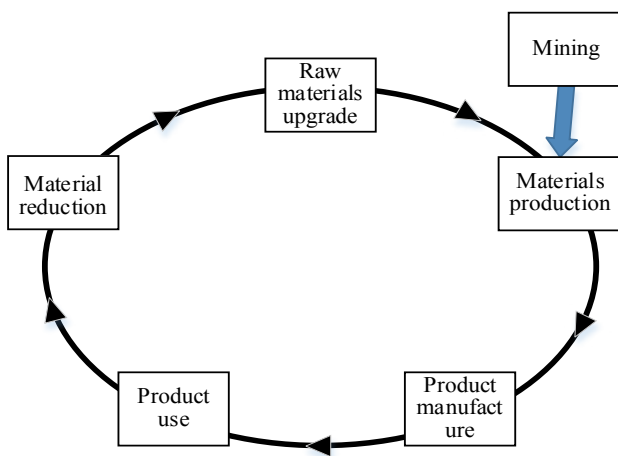 Mining
Raw
materials
upgrade
Material
reduction
Materials
production
Product
use
Product
manufact
ure